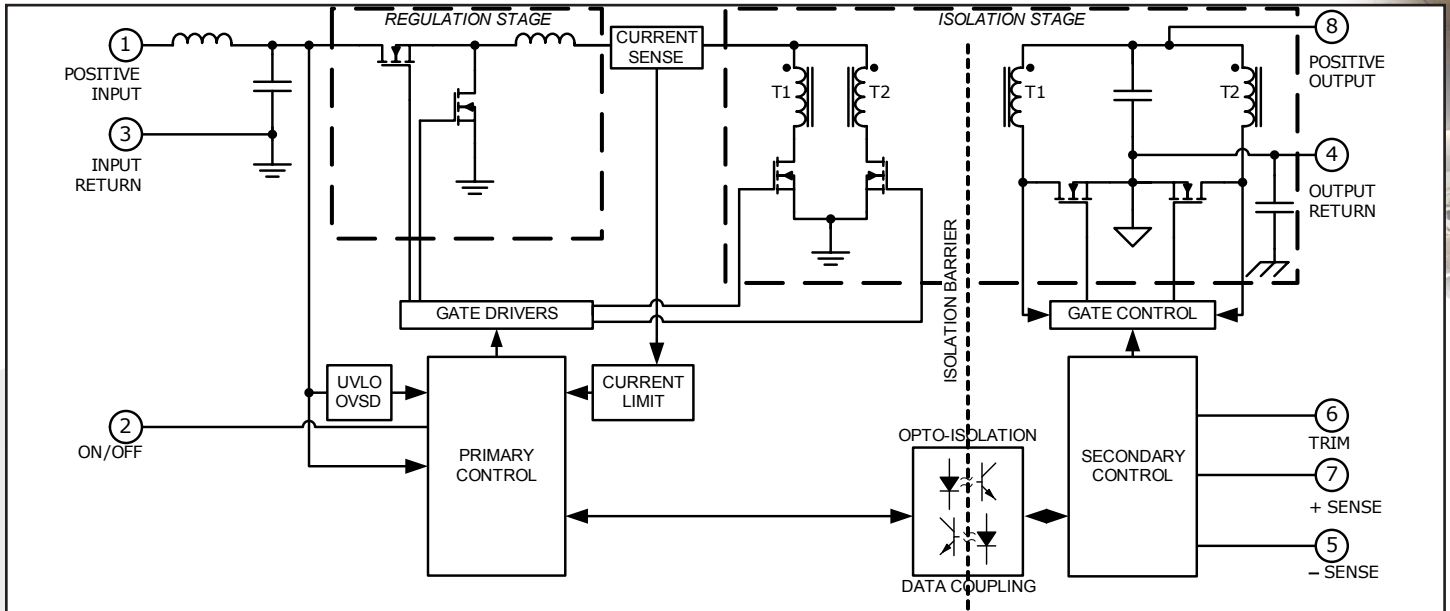 REGULATION STAGE
ISOLATION STAGE
1
POSITIVE
INPUT
3
INPUT
RETURN
CURRENT
SENSE
T1
T2
T1
T2
8
POSITIVE
OUTPUT
4
OUTPUT
RETURN
ISOLATION BARRIER
GATE DRIVERS
GATE CONTROL
UVLO
OVSD
CURRENT
LIMIT
2
ON/OFF
PRIMARY
CONTROL
OPTO-ISOLATION
DATA COUPLING
SECONDARY
CONTROL
6
TRIM
7
+ SENSE
5
– SENSE